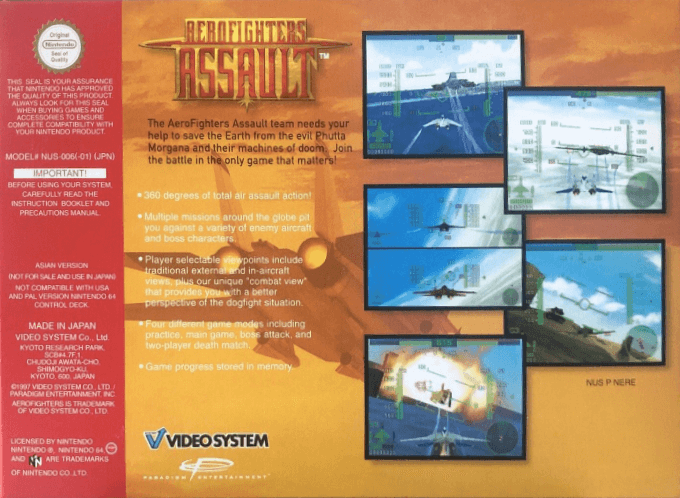 Original
Nintendo
Seal of
Quality
THIS SEAL IS YOUR ASSURANCE
THAT NINTENDO HAS APPROVED
THE QUALITY OF THIS PRODUCT.
ALWAYS LOOK FOR THIS SEAL
WHEN BUYING GAMES AND
ACCESSORIES TO ENSURE
COMPLETE COMPATIBILITY WITH
YOUR NINTENDO PRODUCT.
MODEL# NUS-006(-01) (JPN)
IMPORTANT!
BEFORE USING YOUR SYSTEM,
CAREFULLY READ THE
INSTRUCTION BOOKLET AND
PRECAUTIONS MANUAL.
ASIAN VERSION
(NOT FOR SALE AND USE IN JAPAN)
NOT COMPATIBLE WITH USA
AND PAL VERSION NINTENDO 64
CONTROL DECK.
MADE IN JAPAN
VIDEO SYSTEM Co., Ltd.
KYOTO RESEARCH PARK,
SCB#4 7F.1,
CHUDOJI AWATA-CHO,
SHIMOGYO-KU,
KYOTO, 600, JAPAN
©1997 VIDEO SYSTEM CO., LTD. /
PARADIGM ENTERTAINMENT, INC
AEROFIGHTERS IS TRADEMARK
OF VIDEO SYSTEM CO., LTD.
LICENSED BY NINTENDO
NINTENDO ®, NINTENDO 64,
AND ARE TRADEMARKS
OF NINTENDO CO.,LTD.
AEROFIGHTERS
ASSAULT™
The AeroFighters Assault team needs your
help to save the Earth from the evil Phutta
Morgana and their machines of doom. Join
the battle in the only game that matters!
• 360 degrees of total air assault action!
• Multiple missions around the globe pit
you against a variety of enemy aircraft
and boss characters.
• Player selectable viewpoints include
traditional external and in-aircraft
views, plus our unique "combat view"
that provides you with a better
perspective of the dogfight situation.
• Four different game modes including
practice, main game, boss attack, and
two-player death match.
• Game progress stored in memory.
VIDEO SYSTEM
PARADIGM ENTERTAINMENT
NUS P NERE